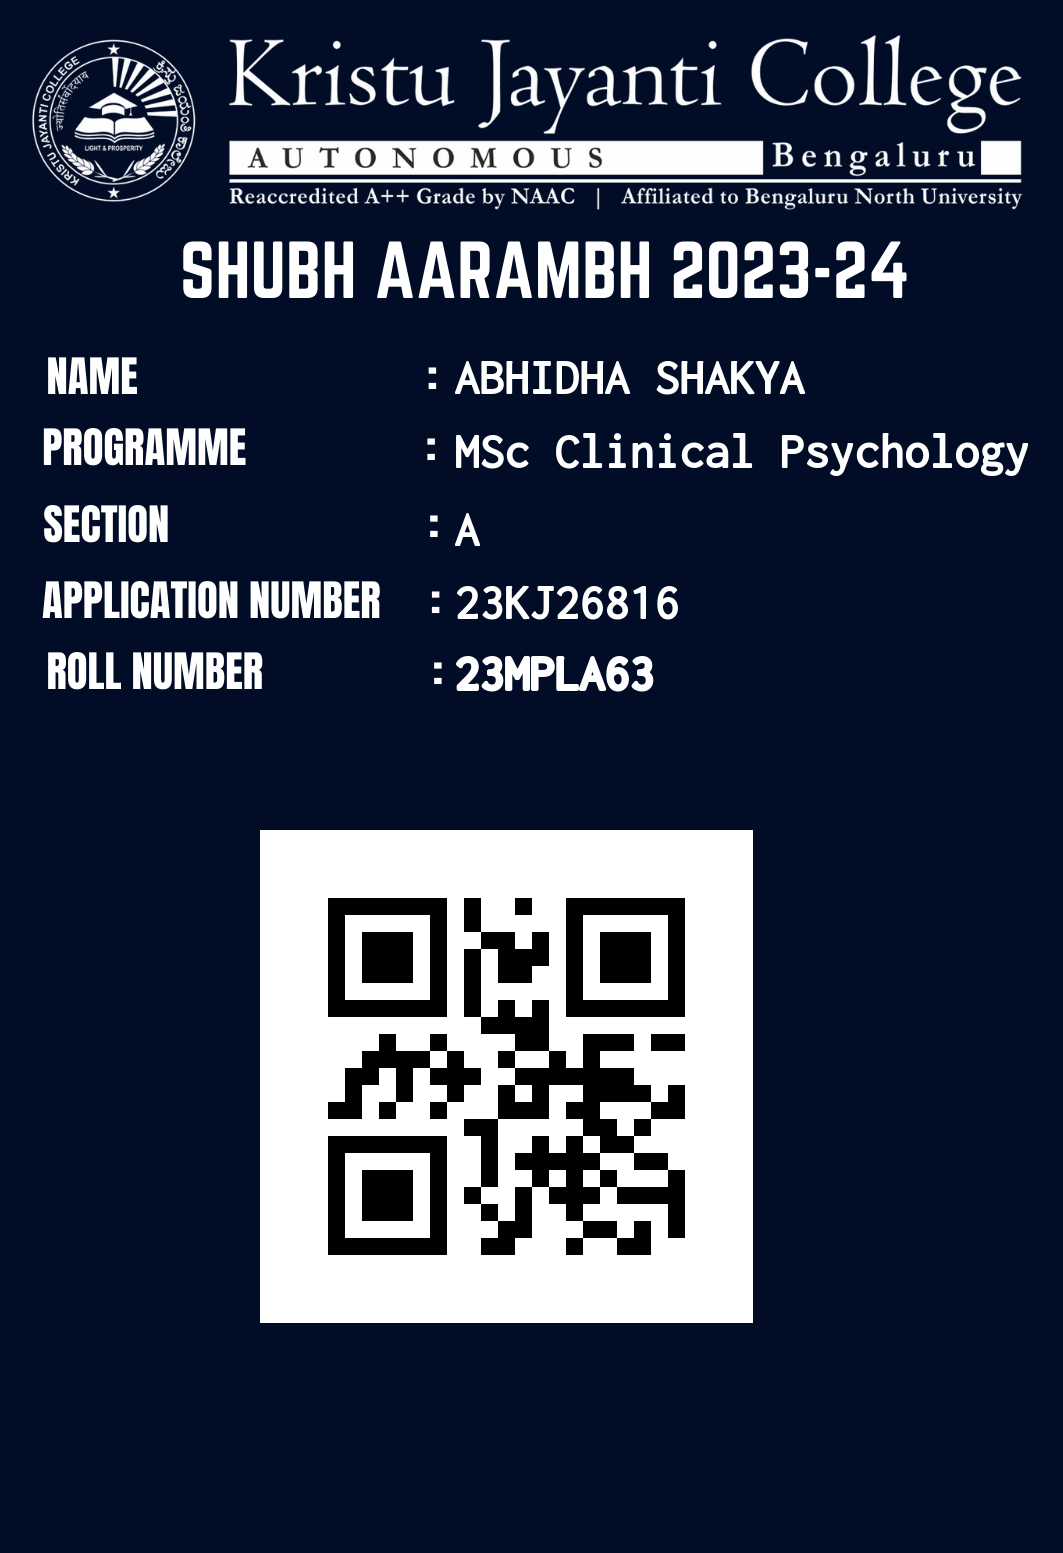 Kristu Jayanti College
AUTONOMOUS Bengaluru
Reaccredited A++ Grade by NAAC | Affiliated to Bengaluru North University
KRISTU JAYANTI COLLEGE
LIGHT & PROSPERITY
SHUBH AARAMBH 2023-24
NAME : ABHIDHA SHAKYA
PROGRAMME : MSc Clinical Psychology
SECTION : A
APPLICATION NUMBER : 23KJ26816
ROLL NUMBER : 23MPLA63